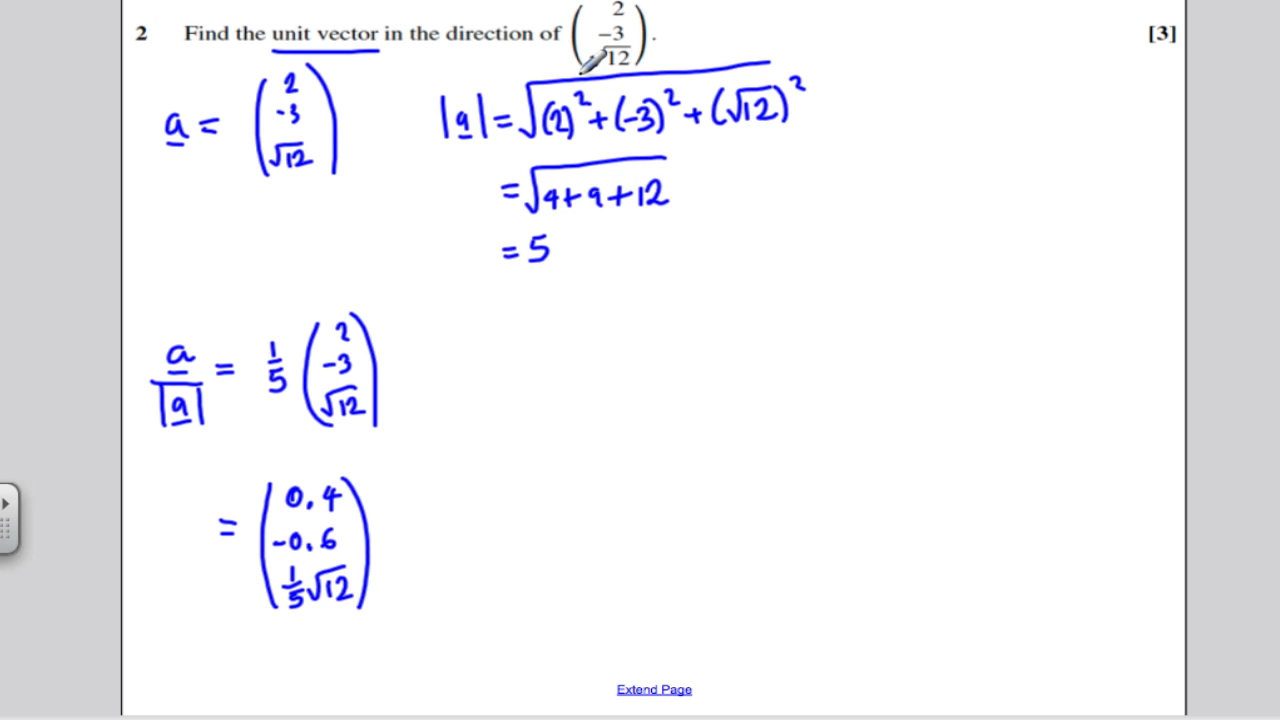 2 Find the unit vector in the direction of (2 −3 √12). [3]
a = (2 -3 √12)
|a| = √(2)² + (-3)² + (√12)²
= √4 + 9 + 12
= 5
a/|a| = 1/5 (2 -3 √12)
= (0.4 -0.6 1/5√12)
Extend Page